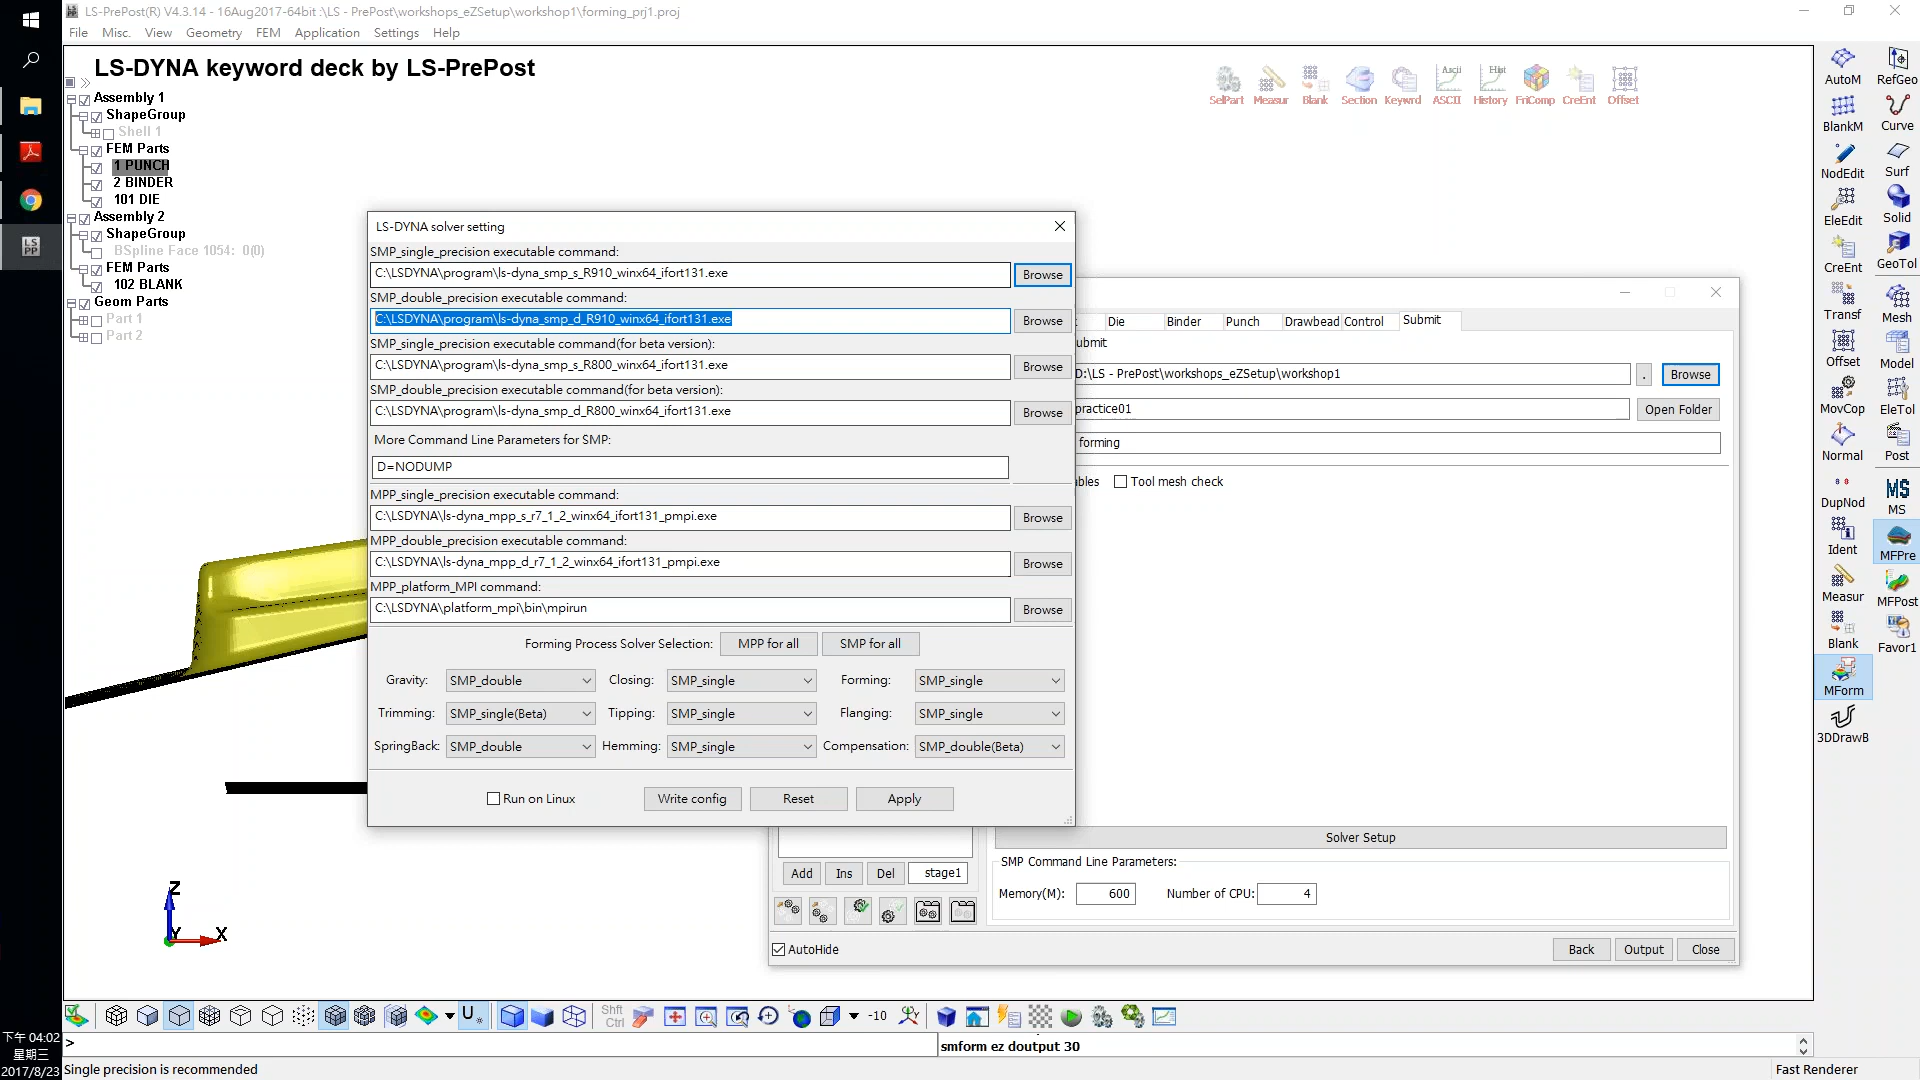 LS-PrePost(R) V4.3.14 - 16Aug2017-64bit :\LS - PrePost\workshops_eZSetup\workshop1\forming_prj1.proj
File Misc. View Geometry FEM Application Settings Help
LS-DYNA keyword deck by LS-PrePost
Assembly 1
ShapeGroup
Shell 1
FEM Parts
1 PUNCH
2 BINDER
101 DIE
Assembly 2
ShapeGroup
BSpline Face 1054: 0(0)
FEM Parts
102 BLANK
Geom Parts
Part 1
Part 2
SelPart Measur Blank Section Keywrd ASCII History FriComp CreEnt Offset
Ascii
Hist
LS-DYNA solver setting
SMP_single_precision executable command:
C:\LSDYNA\program\ls-dyna_smp_s_R910_winx64_ifort131.exe
Browse
SMP_double_precision executable command:
C:\LSDYNA\program\ls-dyna_smp_d_R910_winx64_ifort131.exe
Browse
SMP_single_precision executable command(for beta version):
C:\LSDYNA\program\ls-dyna_smp_s_R800_winx64_ifort131.exe
Browse
SMP_double_precision executable command(for beta version):
C:\LSDYNA\program\ls-dyna_smp_d_R800_winx64_ifort131.exe
Browse
More Command Line Parameters for SMP:
D=NODUMP
MPP_single_precision executable command:
C:\LSDYNA\ls-dyna_mpp_s_r7_1_2_winx64_ifort131_pmpi.exe
Browse
MPP_double_precision executable command:
C:\LSDYNA\ls-dyna_mpp_d_r7_1_2_winx64_ifort131_pmpi.exe
Browse
MPP_platform_MPI command:
C:\LSDYNA\platform_mpi\bin\mpirun
Browse
Forming Process Solver Selection: MPP for all SMP for all
Gravity: SMP_double Closing: SMP_single Forming: SMP_single
Trimming: SMP_single(Beta) Tipping: SMP_single Flanging: SMP_single
SpringBack: SMP_double Hemming: SMP_single Compensation: SMP_double(Beta)
Run on Linux Write config Reset Apply
Die Binder Punch Drawbead Control Submit
ubmit
D:\LS - PrePost\workshops_eZSetup\workshop1 . Browse
practice01 Open Folder
forming
bles Tool mesh check
Solver Setup
SMP Command Line Parameters:
Memory(M): 600 Number of CPU: 4
Add Ins Del stage1
AutoHide
Back Output Close
AutoM RefGeo
BlankM Curve
NodEdit Surf
EleEdit Solid
CreEnt GeoTol
Transf Mesh
Offset Model
MovCop EleTol
Normal Post
DupNod MS
MS
Ident MFPre
Measur MFPost
Blank Favor1
MForm
3DDrawB
LS
PP
Z
Y
X
Shft
Ctrl
-10
>
smform ez doutput 30
下午 04:02
星期三
2017/8/23
Single precision is recommended
Fast Renderer